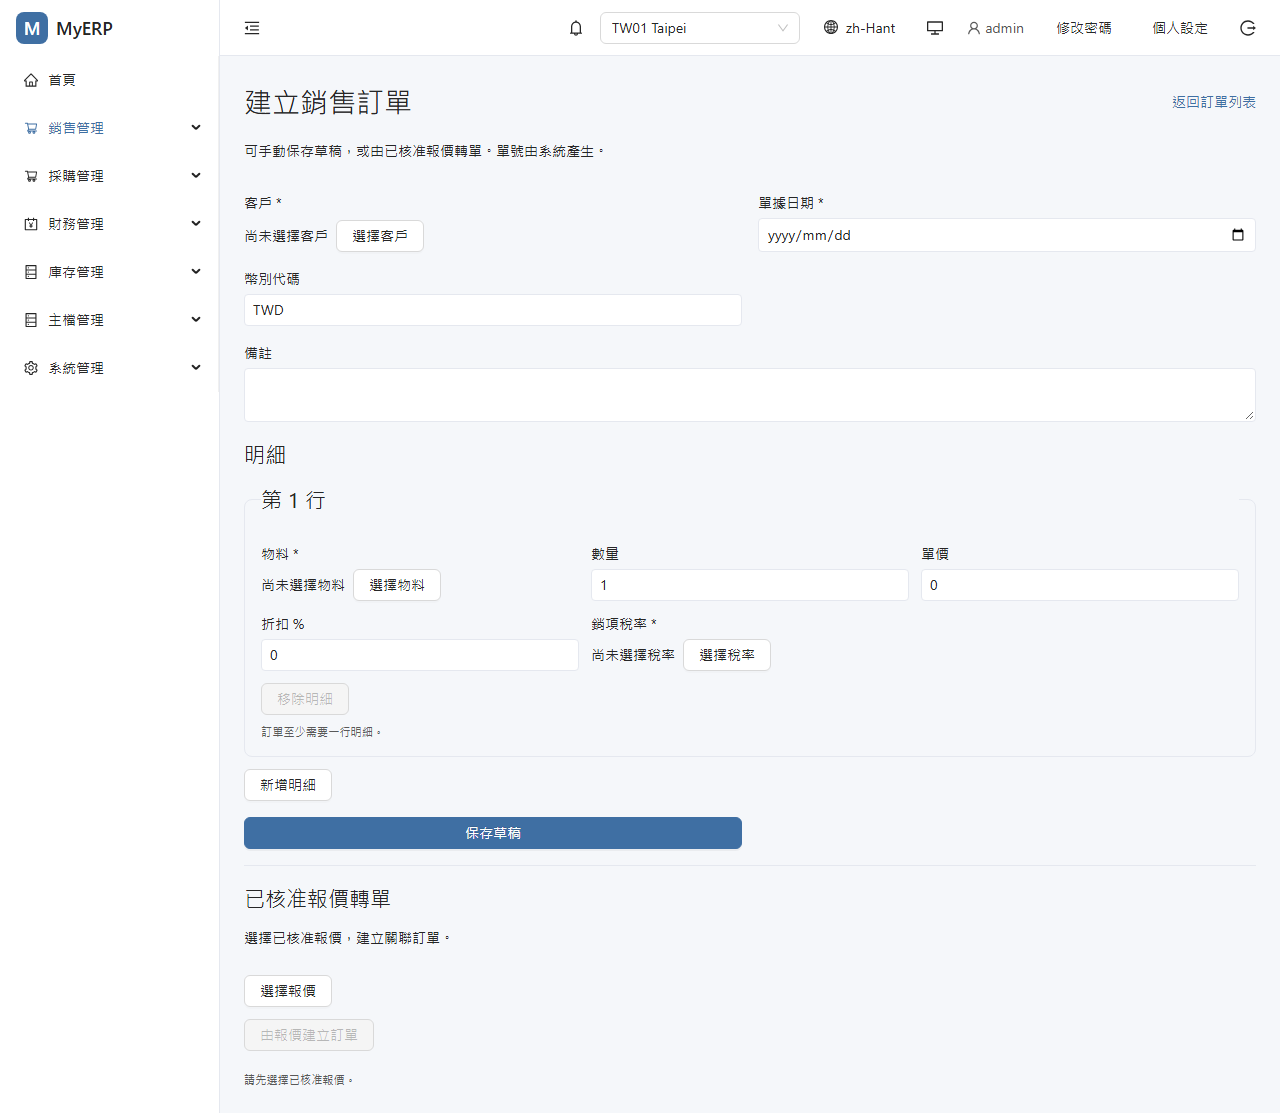 M MyERP
TW01 Taipei
zh-Hant
admin
修改密碼
個人設定
首頁
銷售管理
採購管理
財務管理
庫存管理
主檔管理
系統管理
建立銷售訂單
返回訂單列表
可手動保存草稿，或由已核准報價轉單。單號由系統產生。
客戶 *
單據日期 *
尚未選擇客戶 選擇客戶
yyyy/mm/dd
幣別代碼
TWD
備註
明細
第 1 行
物料 *
數量
單價
尚未選擇物料 選擇物料
1
0
折扣 %
銷項稅率 *
0
尚未選擇稅率 選擇稅率
移除明細
訂單至少需要一行明細。
新增明細
保存草稿
已核准報價轉單
選擇已核准報價，建立關聯訂單。
選擇報價
由報價建立訂單
請先選擇已核准報價。